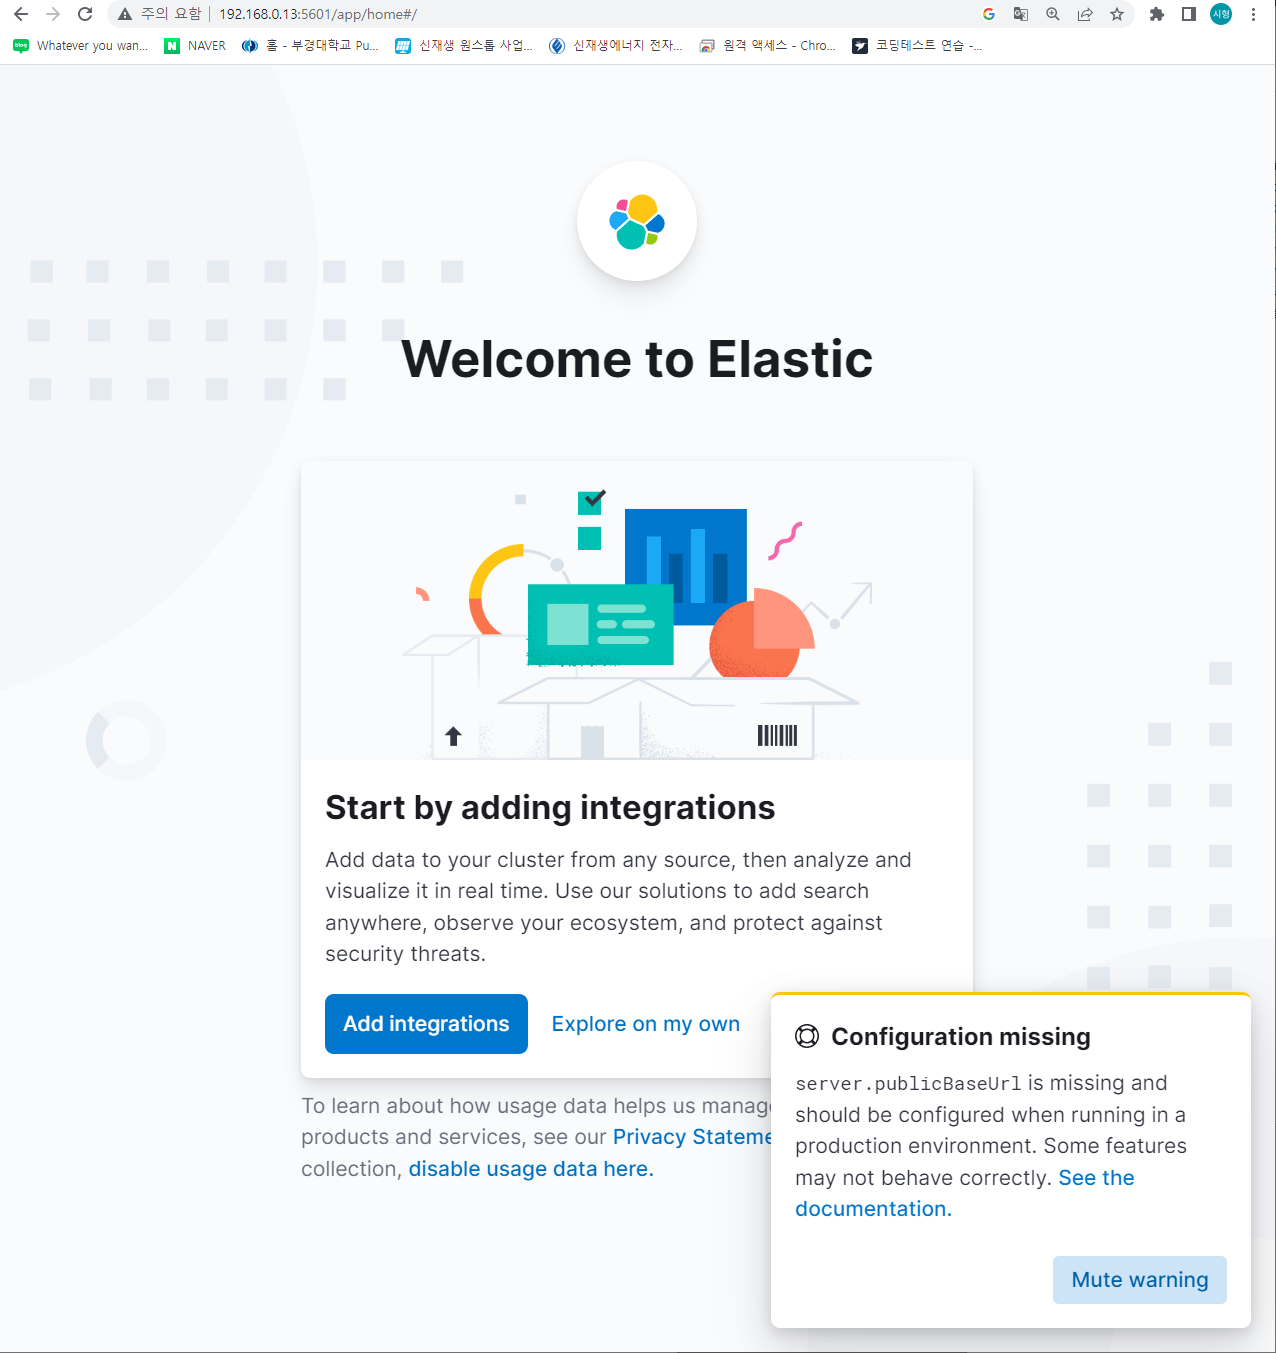 주의 요함 192.168.0.13:5601/app/home#/
시형
Whatever you wan... NAVER 홈 - 부경대학교 Pu... 신재생 원스톱 사업... 신재생에너지 전자... 원격 액세스 - Chro... 코딩테스트 연습 -...
Welcome to Elastic
Start by adding integrations
Add data to your cluster from any source, then analyze and
visualize it in real time. Use our solutions to add search
anywhere, observe your ecosystem, and protect against
security threats.
Add integrations Explore on my own
To learn about how usage data helps us manage
products and services, see our Privacy Stateme
collection, disable usage data here.
Configuration missing
server.publicBaseUrl is missing and
should be configured when running in a
production environment. Some features
may not behave correctly. See the
documentation.
Mute warning